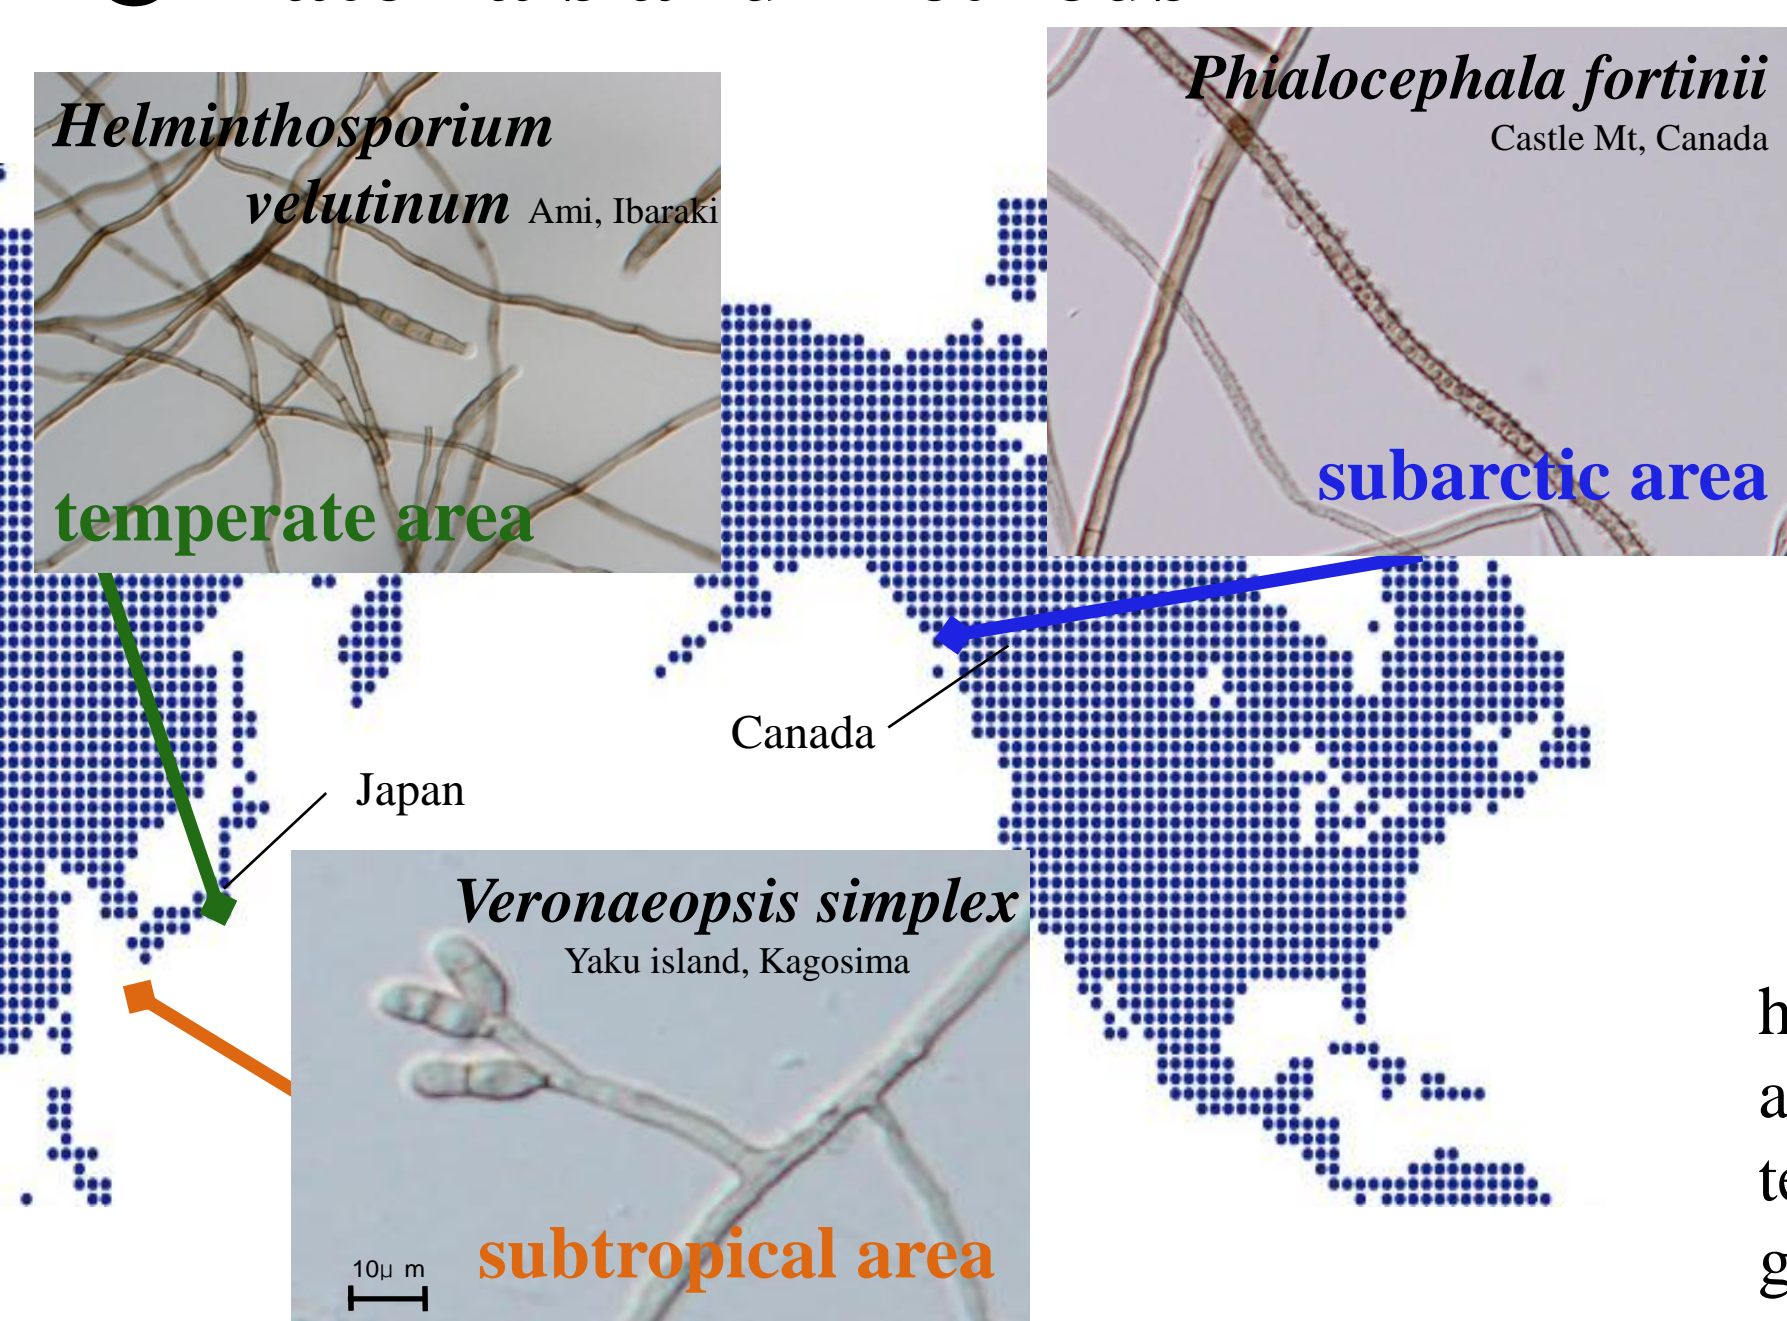 Helminthosporium
velutinum Ami, Ibaraki
temperate area
Phialocephala fortinii
Castle Mt, Canada
subarctic area
Canada
Japan
Veronaeopsis simplex
Yaku island, Kagosima
subtropical area
10μ m